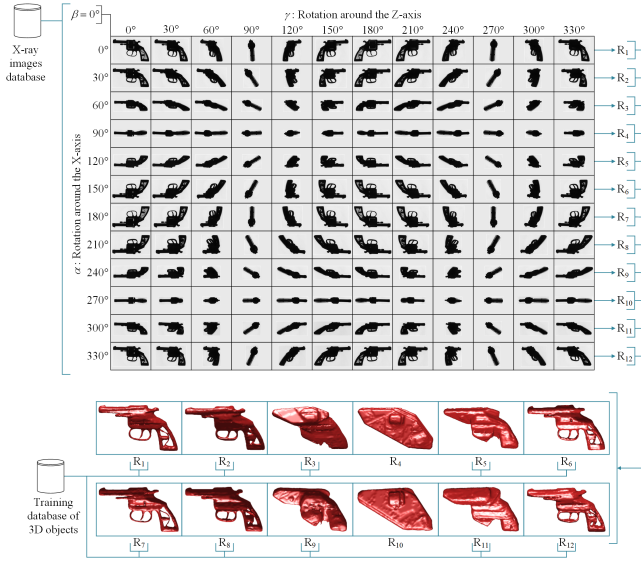 β = 0°
γ : Rotation around the Z-axis
0° 30° 60° 90° 120° 150° 180° 210° 240° 270° 300° 330°
X-ray
images
database
α : Rotation around the X-axis
0° R1
30° R2
60° R3
90° R4
120° R5
150° R6
180° R7
210° R8
240° R9
270° R10
300° R11
330° R12
R1 R2 R3 R4 R5 R6
Training
database of
3D objects
R7 R8 R9 R10 R11 R12